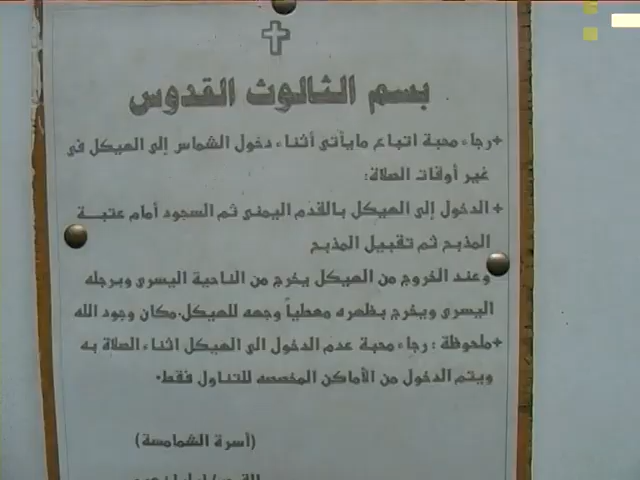 بسم الثالوث القدوس
+رجاء محبة اتباع مايأتى أثناء دخول الشماس إلى الهيكل فى
غير أوقات الصلاة:
+ الدخول إلى الهيكل بالقدم اليمنى ثم السجود أمام عتبة
المذبح ثم تقبيل المذبح
وعند الخروج من الهيكل يخرج من الناحية اليسرى وبرجله
اليسرى ويخرج بظهره معطياً وجهه للهيكل.مكان وجود الله
+ملحوظة : رجاء محبة عدم الدخول الى الهيكل اثناء الصلاة به
ويتم الدخول من الأماكن المخصصه للتناول فقط.
(أسرة الشمامسة)